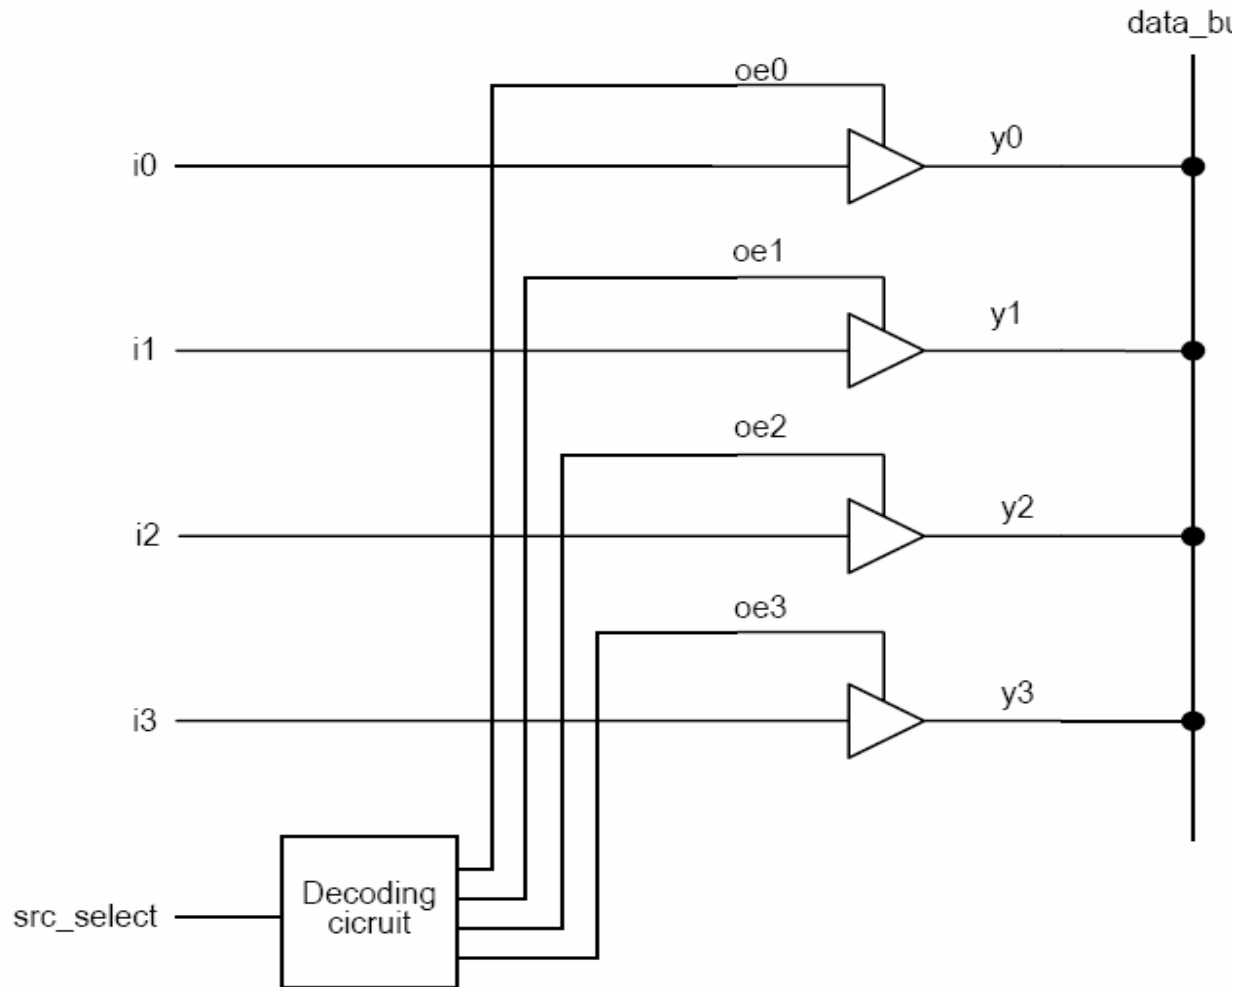 data_bu
oe0
i0
y0
oe1
i1
y1
oe2
i2
y2
oe3
i3
y3
src_select
Decoding
cicruit